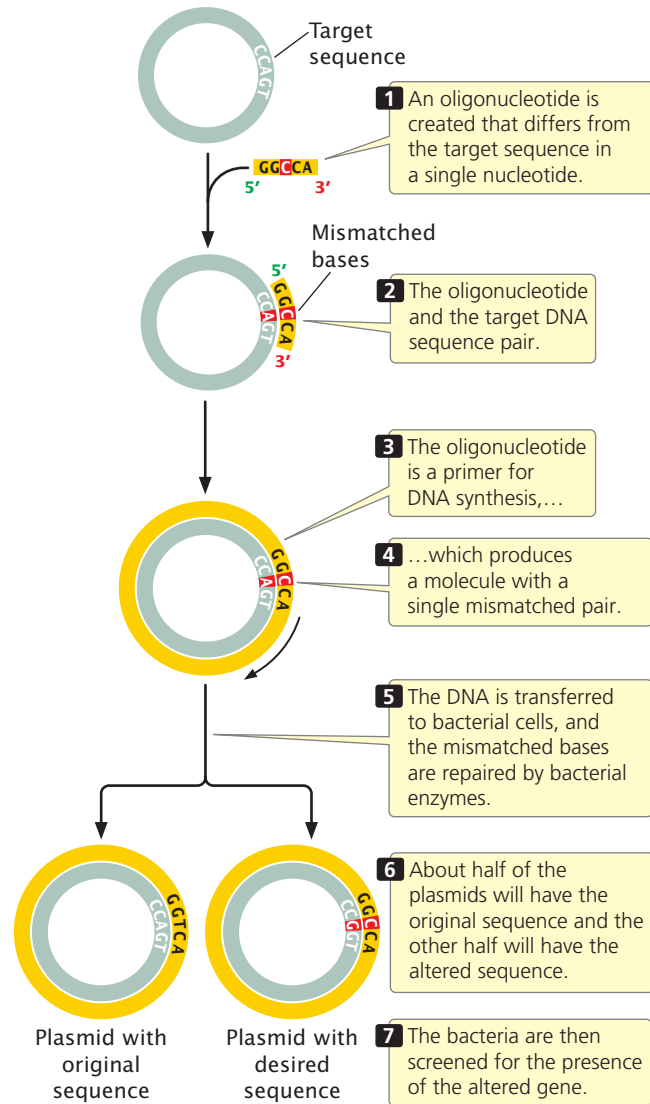 Target
sequence
CCAGT
1 An oligonucleotide is
created that differs from
the target sequence in
a single nucleotide.
GGCCA
5′ 3′
Mismatched
bases
5′
GGCCA
CCAGT
3′
2 The oligonucleotide
and the target DNA
sequence pair.
3 The oligonucleotide
is a primer for
DNA synthesis,…
4 …which produces
a molecule with a
single mismatched pair.
GGCCA
CCAGT
5 The DNA is transferred
to bacterial cells, and
the mismatched bases
are repaired by bacterial
enzymes.
GGTCA
CCAGT
GGCCA
CCGGT
6 About half of the
plasmids will have the
original sequence and the
other half will have the
altered sequence.
Plasmid with
original
sequence
Plasmid with
desired
sequence
7 The bacteria are then
screened for the presence
of the altered gene.